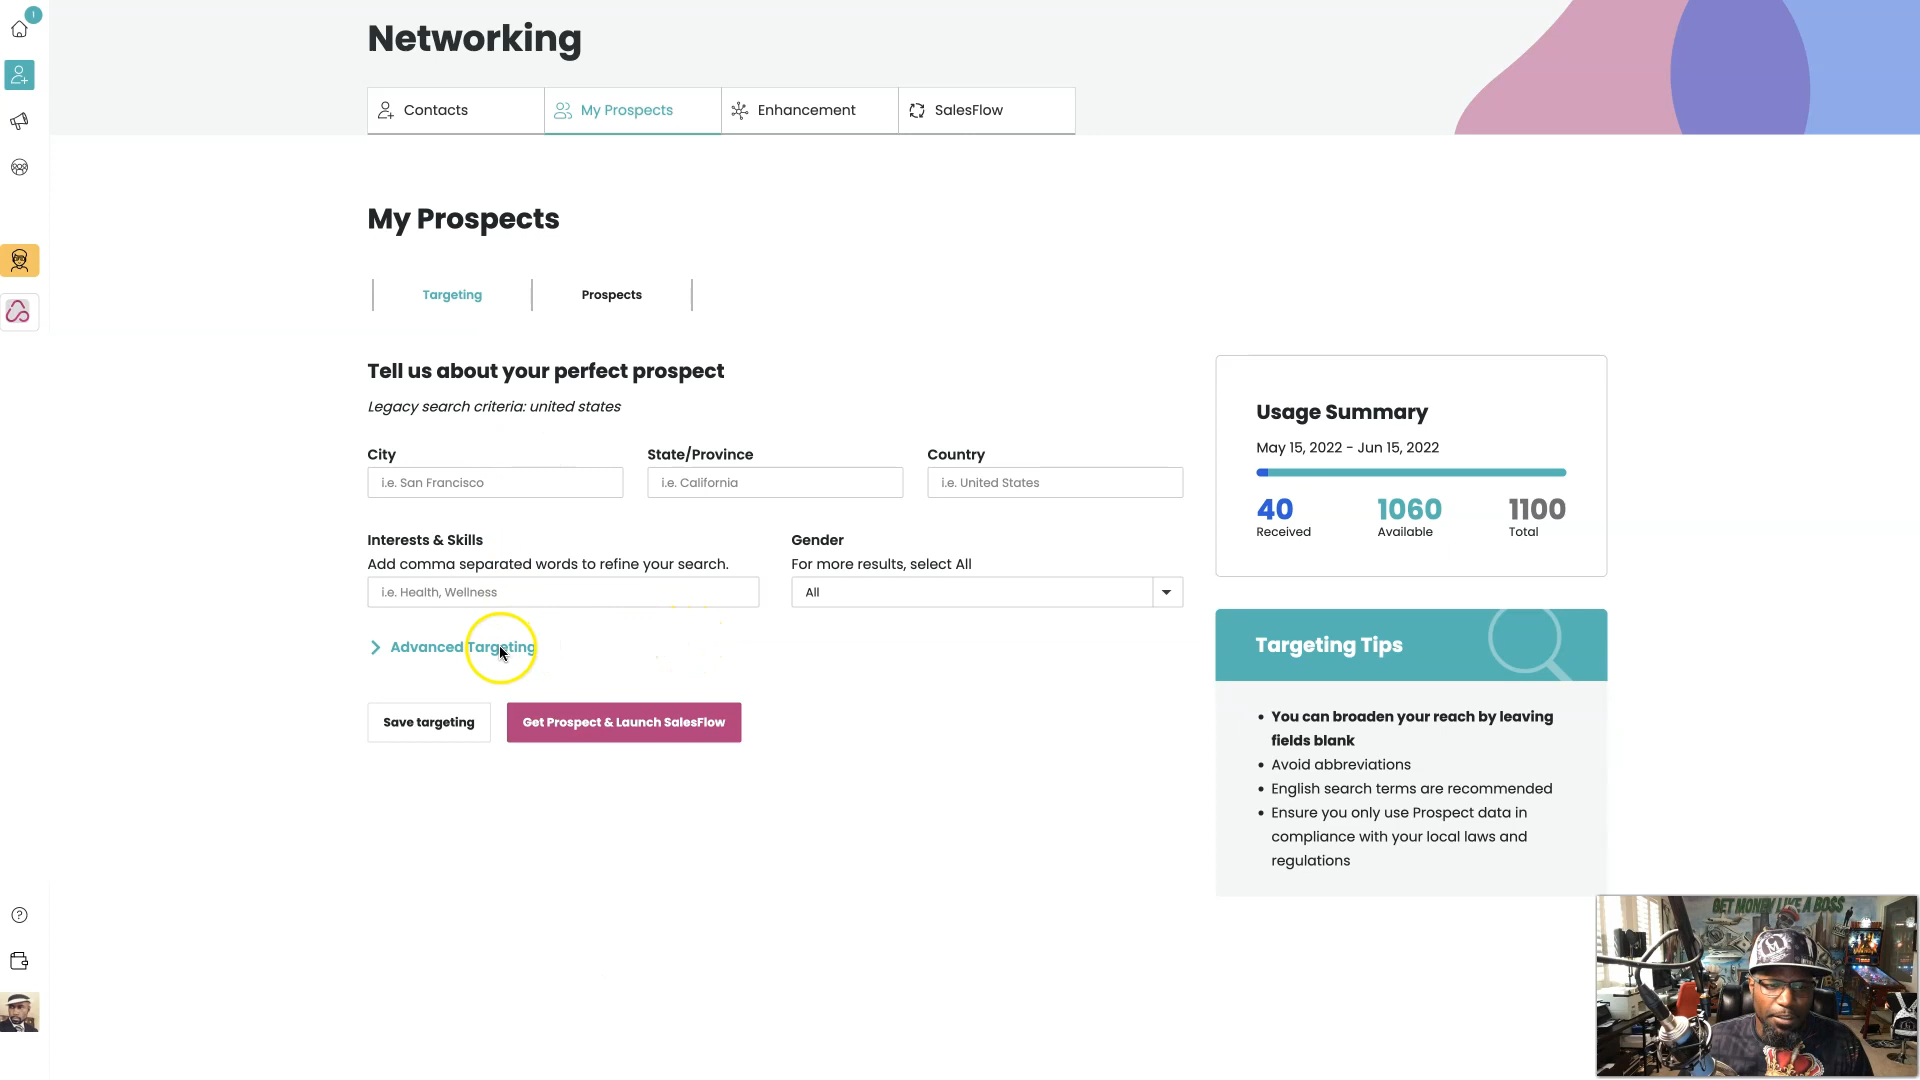 1
Networking
Contacts
My Prospects
Enhancement
SalesFlow
My Prospects
Targeting
Prospects
Tell us about your perfect prospect
Legacy search criteria: united states
City
State/Province
Country
i.e. San Francisco
i.e. California
i.e. United States
Interests & Skills
Gender
Add comma separated words to refine your search.
For more results, select All
i.e. Health, Wellness
All
Advanced Targeting
Save targeting
Get Prospect & Launch SalesFlow
Usage Summary
May 15, 2022 - Jun 15, 2022
40
1060
1100
Received
Available
Total
Targeting Tips
• You can broaden your reach by leaving
fields blank
• Avoid abbreviations
• English search terms are recommended
• Ensure you only use Prospect data in
compliance with your local laws and
regulations
?
GET MONEY LIKE A BOSS